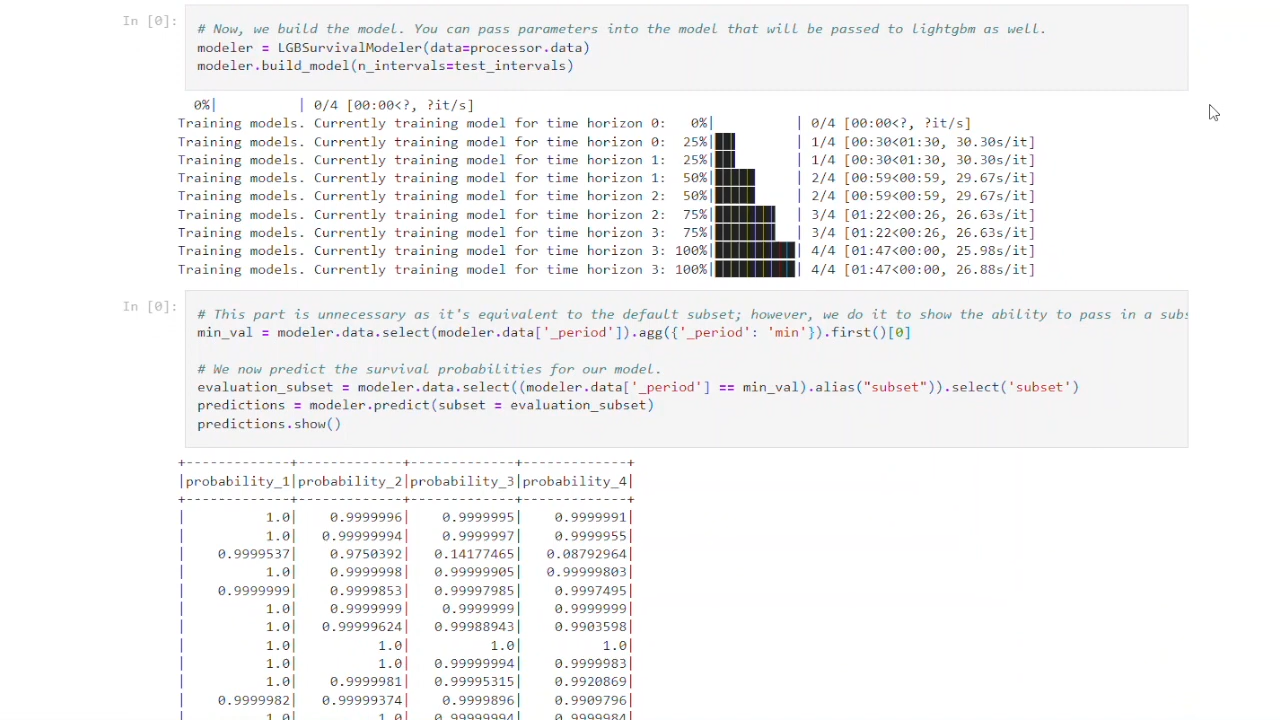 In [0]:
# Now, we build the model. You can pass parameters into the model that will be passed to lightgbm as well.
modeler = LGBSurvivalModeler(data=processor.data)
modeler.build_model(n_intervals=test_intervals)
0%| | 0/4 [00:00<?, ?it/s]
Training models. Currently training model for time horizon 0: 0%| | 0/4 [00:00<?, ?it/s]
Training models. Currently training model for time horizon 0: 25%| | 1/4 [00:30<01:30, 30.30s/it]
Training models. Currently training model for time horizon 1: 25%| | 1/4 [00:30<01:30, 30.30s/it]
Training models. Currently training model for time horizon 1: 50%| | 2/4 [00:59<00:59, 29.67s/it]
Training models. Currently training model for time horizon 2: 50%| | 2/4 [00:59<00:59, 29.67s/it]
Training models. Currently training model for time horizon 2: 75%| | 3/4 [01:22<00:26, 26.63s/it]
Training models. Currently training model for time horizon 3: 75%| | 3/4 [01:22<00:26, 26.63s/it]
Training models. Currently training model for time horizon 3: 100%| | 4/4 [01:47<00:00, 25.98s/it]
Training models. Currently training model for time horizon 3: 100%| | 4/4 [01:47<00:00, 26.88s/it]
In [0]:
# This part is unnecessary as it's equivalent to the default subset; however, we do it to show the ability to pass in a subs
min_val = modeler.data.select(modeler.data['_period']).agg({'_period': 'min'}).first()[0]
# We now predict the survival probabilities for our model.
evaluation_subset = modeler.data.select((modeler.data['_period'] == min_val).alias("subset")).select('subset')
predictions = modeler.predict(subset = evaluation_subset)
predictions.show()
+-------------+-------------+-------------+-------------+
|probability_1|probability_2|probability_3|probability_4|
+-------------+-------------+-------------+-------------+
| 1.0| 0.9999996| 0.9999995| 0.9999991|
| 1.0| 0.99999994| 0.9999997| 0.9999955|
| 0.9999537| 0.9750392| 0.14177465| 0.08792964|
| 1.0| 0.9999998| 0.99999905| 0.99999803|
| 0.9999999| 0.9999853| 0.99997985| 0.9997495|
| 1.0| 0.9999999| 0.9999999| 0.9999999|
| 1.0| 0.99999624| 0.99988943| 0.9903598|
| 1.0| 1.0| 1.0| 1.0|
| 1.0| 1.0| 0.99999994| 0.9999983|
| 1.0| 0.9999981| 0.99995315| 0.9920869|
| 0.9999982| 0.99999374| 0.9999896| 0.9909796|
| 1.0| 1.0| 0.99999994| 0.9999984|